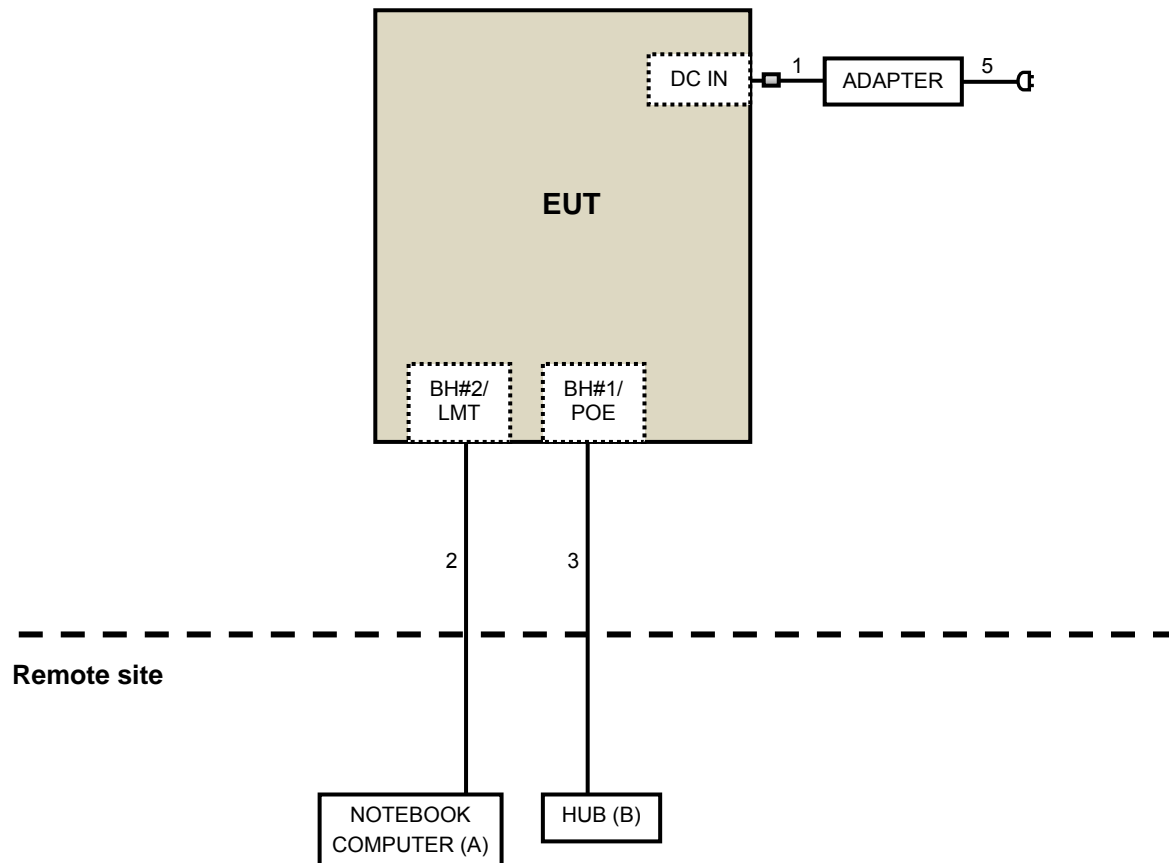 DC IN
1
ADAPTER
5
EUT
BH#2/
LMT
BH#1/
POE
2
3
Remote site
NOTEBOOK
COMPUTER (A)
HUB (B)